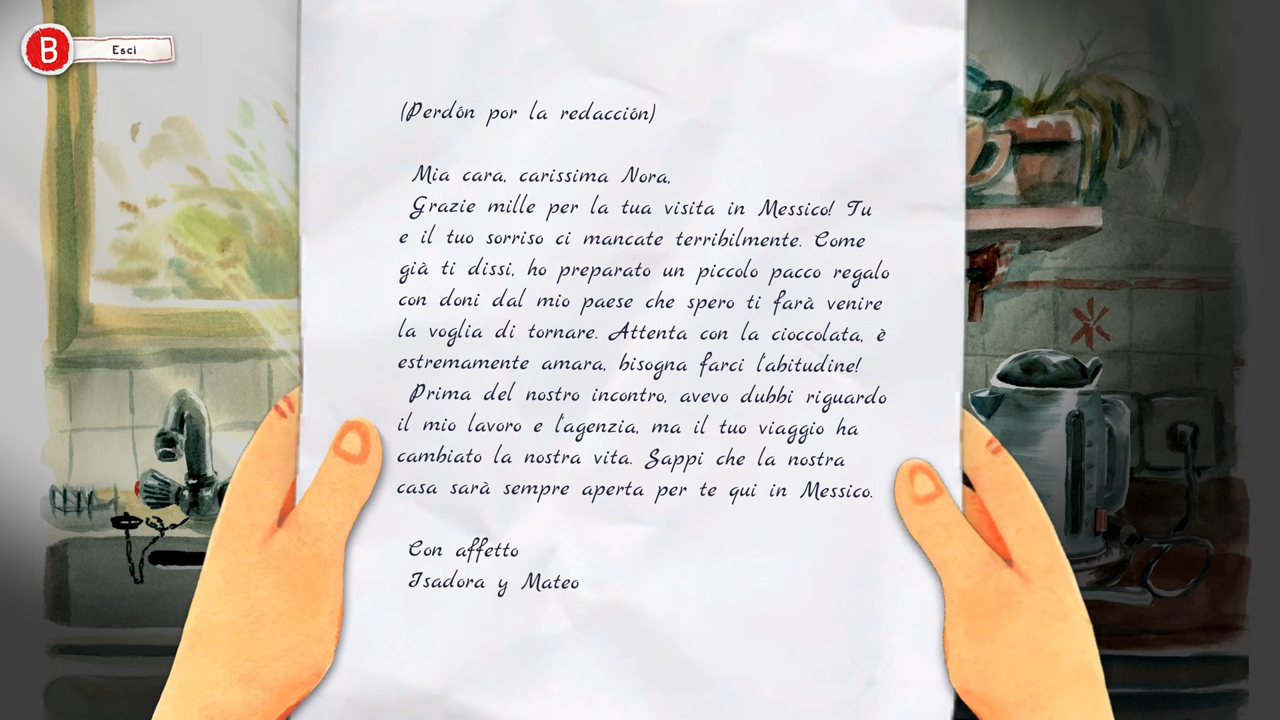 B Esci
(Perdón por la redacción)
Mia cara, carissima Nora,
Grazie mille per la tua visita in Messico! Tu
e il tuo sorriso ci mancate terribilmente. Come
già ti dissi, ho preparato un piccolo pacco regalo
con doni dal mio paese che spero ti farà venire
la voglia di tornare. Attenta con la cioccolata, è
estremamente amara, bisogna farci l'abitudine!
Prima del nostro incontro, avevo dubbi riguardo
il mio lavoro e l'agenzia, ma il tuo viaggio ha
cambiato la nostra vita. Sappi che la nostra
casa sarà sempre aperta per te qui in Messico.
Con affetto
Isadora y Mateo